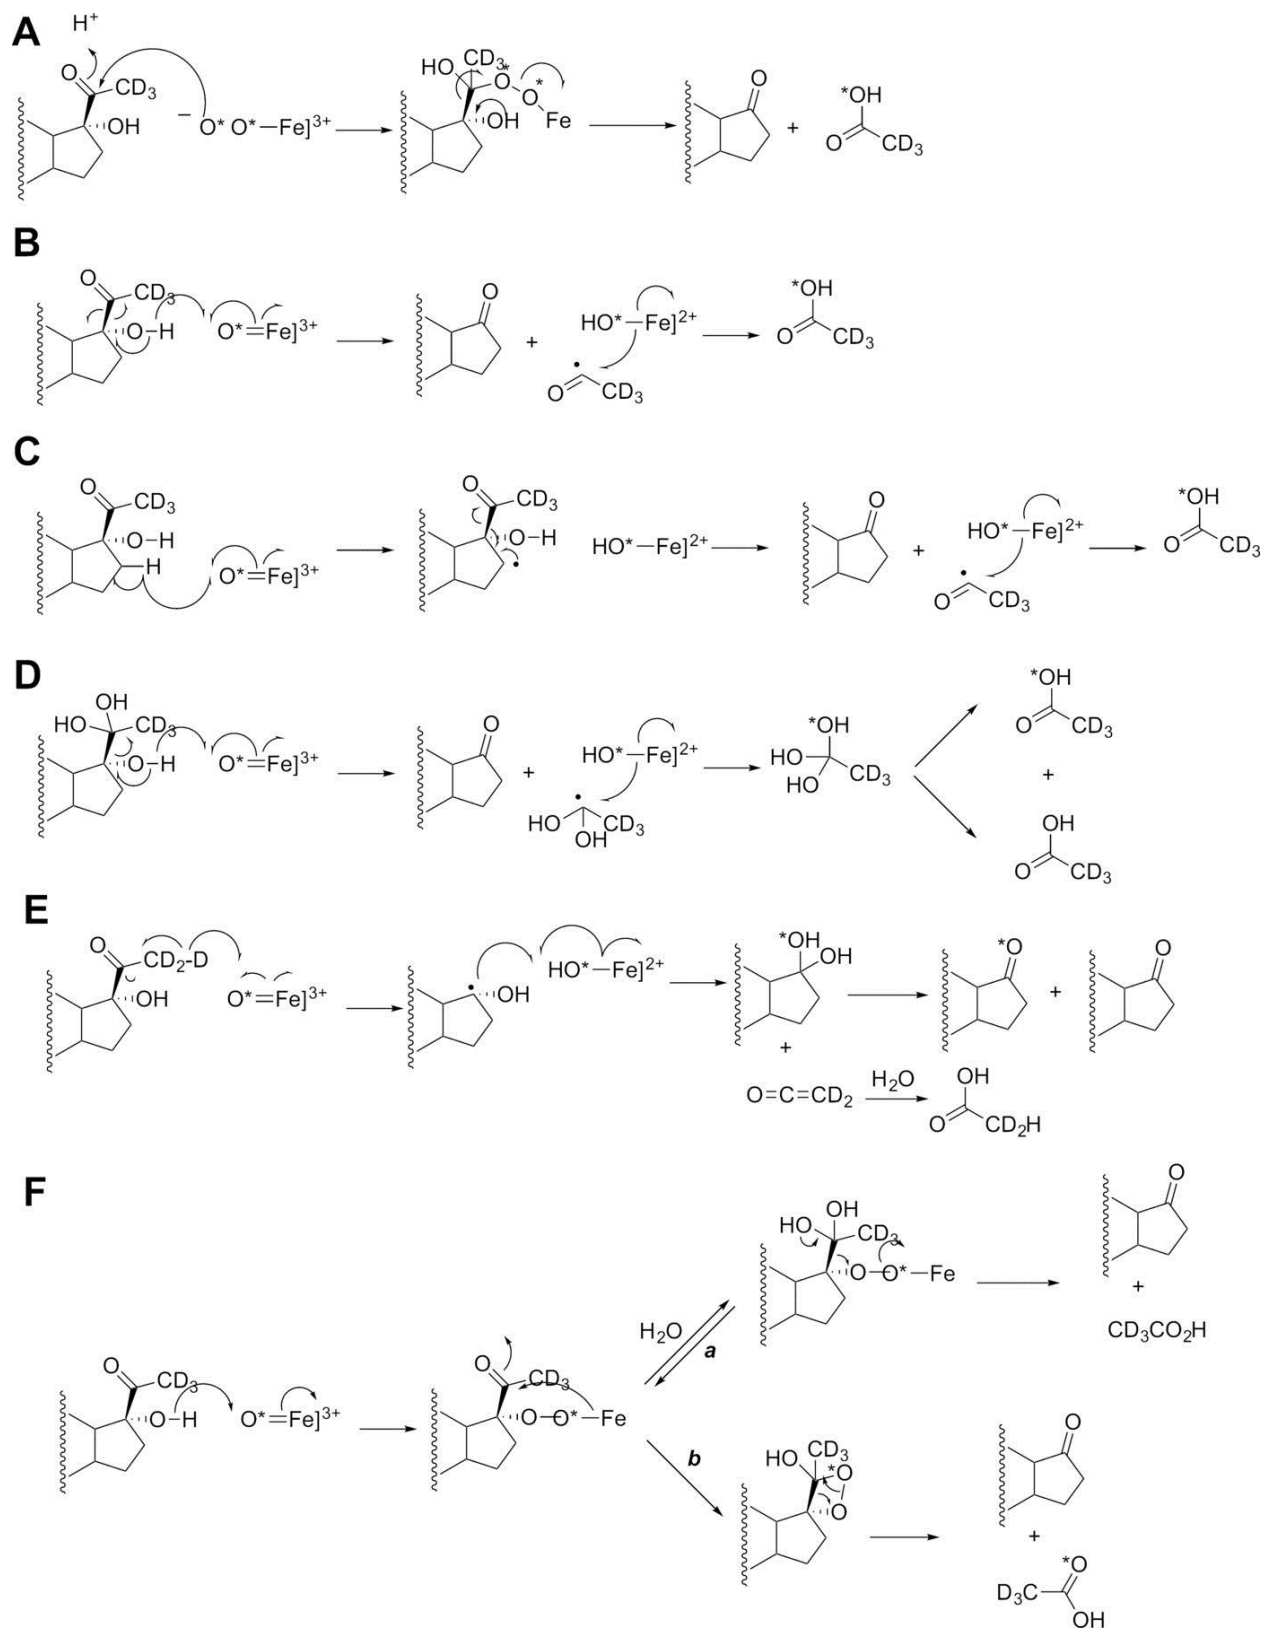 A
H+
O CD3 OH
– O* O*–Fe]3+
HO CD3 O* O* Fe OH
O
+
*OH O CD3
B
O CD3 O–H
O*=Fe]3+
O
+
HO*–Fe]2+
O • CD3
*OH O CD3
C
O CD3 O–H H
O*=Fe]3+
O CD3 O–H •
HO*–Fe]2+
O
+
HO*–Fe]2+
O • CD3
*OH O CD3
D
OH HO CD3 O–H
O*=Fe]3+
O
+
HO*–Fe]2+
HO • CD3 OH
*OH HO HO CD3
*OH O CD3
+
OH O CD3
E
O CD2-D OH
O*=Fe]3+
• OH
HO*–Fe]2+
*OH OH
*O
+
O
+
O=C=CD2
H2O
OH O CD2H
F
O CD3 O–H
O*=Fe]3+
O CD3 O–O*–Fe
H2O
a
b
OH HO CD3 O–O*–Fe
O
+
CD3CO2H
HO CD3 *O O
O
+
*O D3C OH